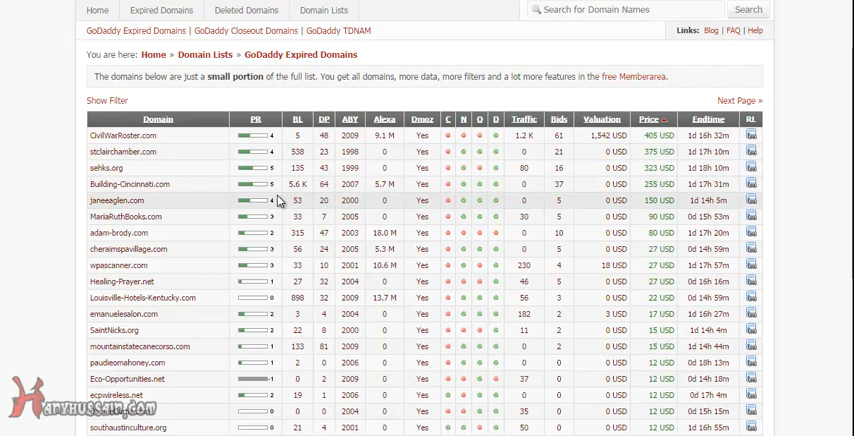 Home Expired Domains Deleted Domains Domain Lists Search for Domain Names Search
GoDaddy Expired Domains | GoDaddy Closeout Domains | GoDaddy TDNAM Links: Blog | FAQ | Help
You are here: Home » Domain Lists » GoDaddy Expired Domains
The domains below are just a small portion of the full list. You get all domains, more data, more filters and a lot more features in the free Memberarea.
Show Filter Next Page »
Domain PR BL DP ABY Alexa Dmoz C N O D Traffic Bids Valuation Price Endtime RL
CivilWarRoster.com 4 5 48 2009 9.1 M Yes 1.2 K 61 1,542 USD 405 USD 1d 16h 32m
stclairchamber.com 4 538 23 1998 0 Yes 0 21 0 USD 375 USD 1d 17h 10m
sehks.org 5 135 43 1999 0 Yes 80 16 0 USD 323 USD 1d 18h 10m
Building-Cincinnati.com 5 5.6 K 64 2007 5.7 M Yes 0 37 0 USD 255 USD 1d 17h 31m
janeeaglen.com 4 53 20 2000 0 Yes 0 5 0 USD 150 USD 1d 14h 5m
MariaRuthBooks.com 3 33 7 2005 0 Yes 30 5 0 USD 90 USD 0d 15h 53m
adam-brody.com 2 315 47 2003 18.0 M Yes 0 10 0 USD 80 USD 1d 17h 20m
cheraimspavillage.com 3 56 24 2005 5.3 M Yes 0 5 0 USD 27 USD 0d 14h 59m
wpascanner.com 3 33 10 2001 10.6 M Yes 230 4 18 USD 27 USD 1d 17h 57m
Healing-Prayer.net 1 27 32 2004 0 Yes 46 5 0 USD 27 USD 0d 16h 16m
Louisville-Hotels-Kentucky.com 0 898 32 2009 13.7 M Yes 56 3 0 USD 22 USD 0d 14h 59m
emanuelesalon.com 2 3 4 2004 0 Yes 182 2 3 USD 17 USD 1d 16h 27m
SaintNicks.org 2 22 8 2000 0 Yes 11 2 0 USD 15 USD 1d 14h 4m
mountainstatecanecorso.com 1 133 81 2009 0 Yes 0 2 0 USD 15 USD 1d 14h 44m
paudieomahoney.com 1 2 0 2006 0 Yes 0 0 0 USD 12 USD 0d 18h 13m
Eco-Opportunities.net -1 0 2 2009 0 Yes 37 0 0 USD 12 USD 0d 14h 18m
ecpwireless.net 2 19 1 2006 0 Yes 0 0 0 USD 12 USD 0d 17h 4m
0 0 0 2004 0 Yes 35 0 0 USD 12 USD 0d 15h 15m
southaustinculture.org 0 21 4 2001 0 Yes 50 0 0 USD 12 USD 1d 16h 55m
Hanyhussain.com